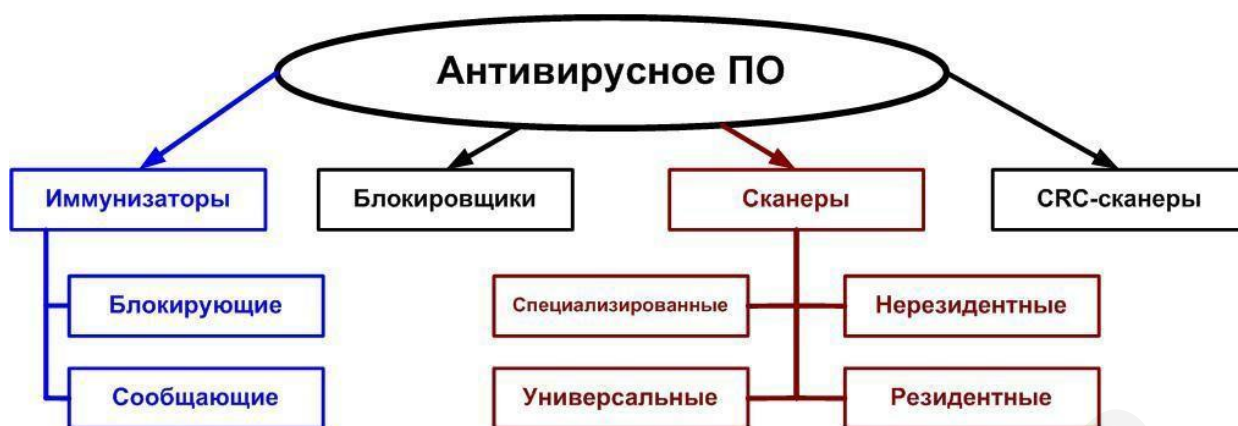 Антивирусное ПО
Иммунизаторы
Блокировщики
Сканеры
CRC-сканеры
Блокирующие
Специализированные
Нерезидентные
Сообщающие
Универсальные
Резидентные